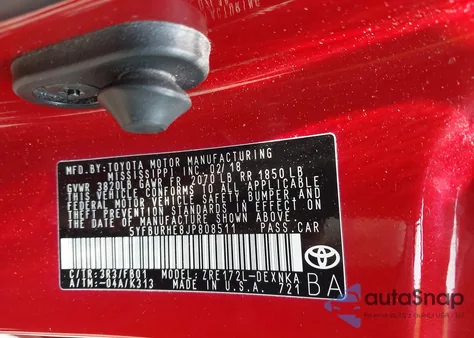 MFD. BY: TOYOTA MOTOR MANUFACTURING
MISSISSIPPI, INC. 02/18
GVWR 3820LB GAWR FR 2070 LB RR 1850 LB
THIS VEHICLE CONFORMS TO ALL APPLICABLE
FEDERAL MOTOR VEHICLE SAFETY, BUMPER, AND
THEFT PREVENTION STANDARDS IN EFFECT ON
THE DATE OF MANUFACTURE SHOWN ABOVE.
5YFBURHE8JP808511 PASS.CAR
TOYOTA
C/TR: 3R3/FB01 MODEL: ZRE172L-DEXNKA
A/TM: -04A/K313 MADE IN U.S.A. 721 BA
autoSnap